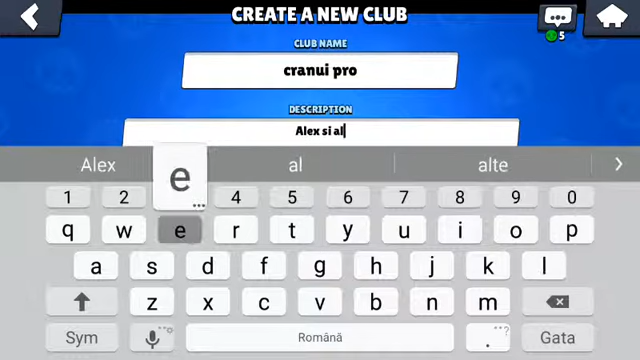 CREATE A NEW CLUB
5
CLUB NAME
cranui pro
DESCRIPTION
Alex si al
Alex al alte
e
1 2 4 5 6 7 8 9 0
q w e r t y u i o p
a s d f g h j k l
z x c v b n m
Sym Română . ? Gata